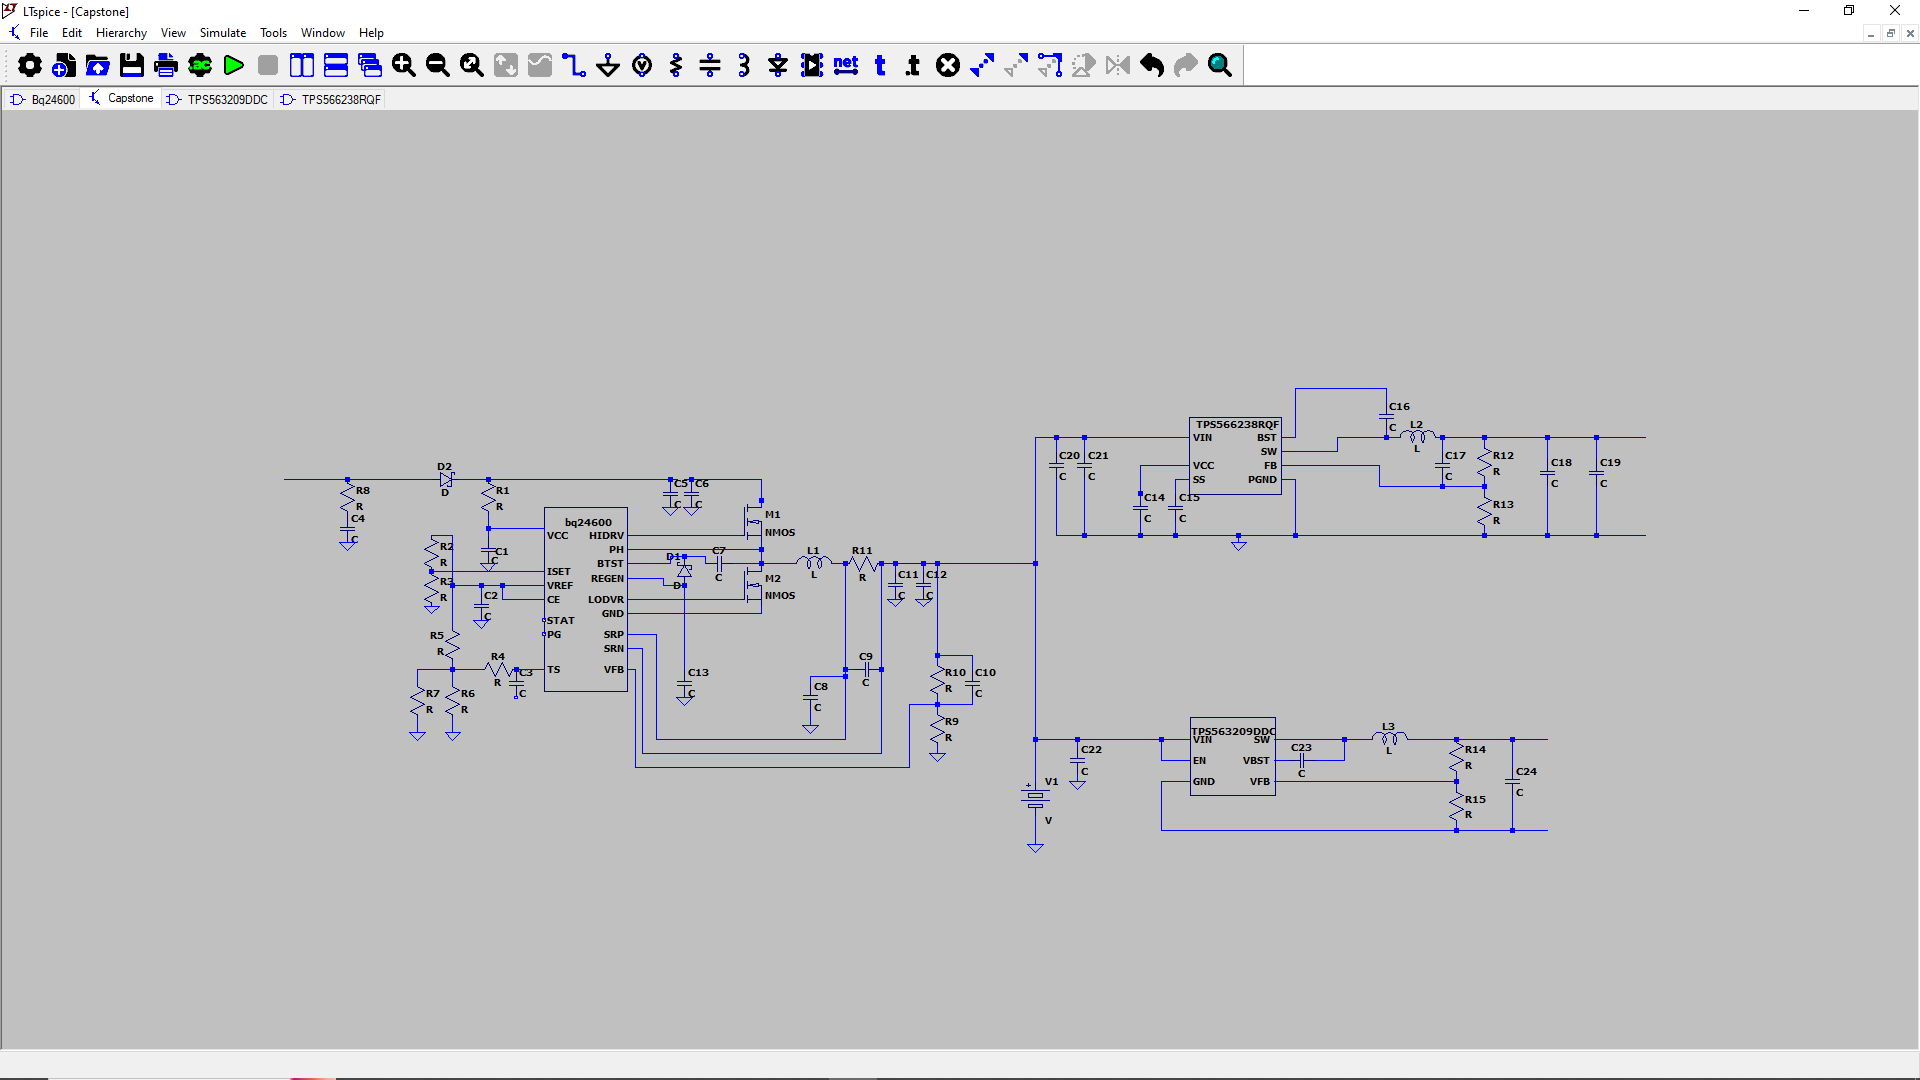 LTspice - [Capstone]
File Edit Hierarchy View Simulate Tools Window Help
.ac net t .t
Bq24600 Capstone TPS563209DDC TPS566238RQF
D2
D
R8
R
C4
C
R1
R
C1
C
R2
R
R3
R
C2
C
R5
R
R4
R
C3
C
R7
R
R6
R
bq24600
VCC
ISET
VREF
CE
STAT
PG
TS
HIDRV
PH
BTST
REGEN
LODVR
GND
SRP
SRN
VFB
C5
C
C6
C
M1
NMOS
D1
D
C7
C
M2
NMOS
L1
L
R11
R
C11
C
C12
C
C13
C
C8
C
C9
C
R10
R
C10
C
R9
R
C20
C
C21
C
C14
C
C15
C
TPS566238RQF
VIN
VCC
SS
BST
SW
FB
PGND
C16
C
L2
L
C17
C
R12
R
R13
R
C18
C
C19
C
V1
V
C22
C
TPS563209DDC
VIN
EN
GND
SW
VBST
VFB
C23
C
L3
L
R14
R
R15
R
C24
C